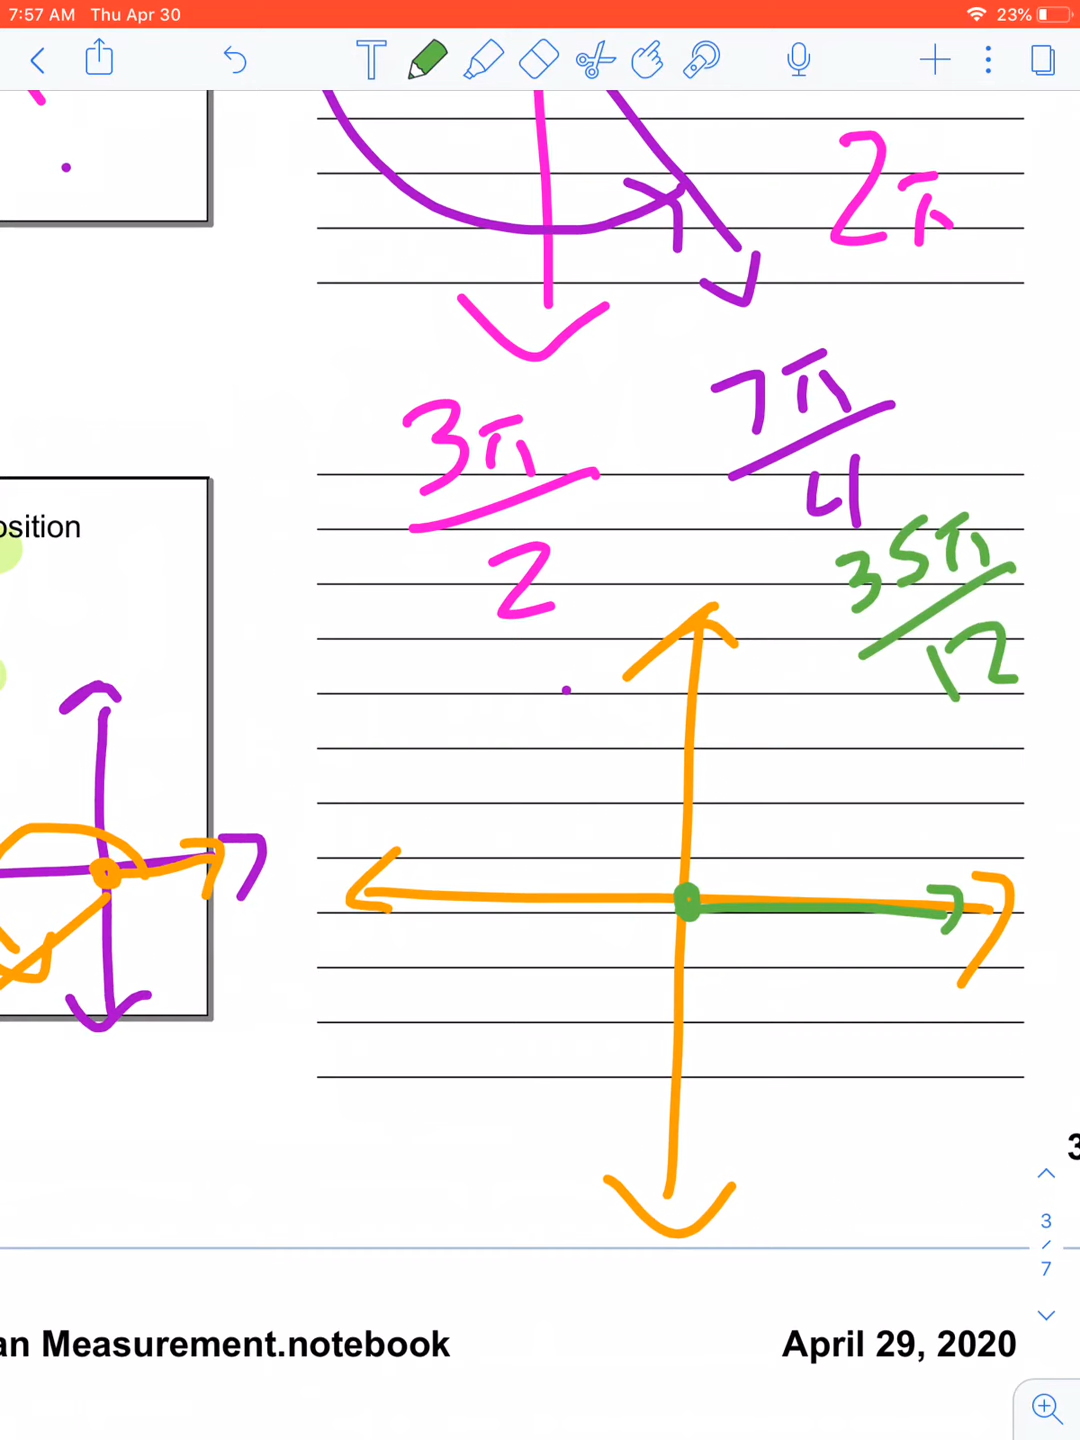 7:57 AM Thu Apr 30 23%
T
2π
7π/4
3π/2
35π/12
osition
3
3
7
an Measurement.notebook April 29, 2020